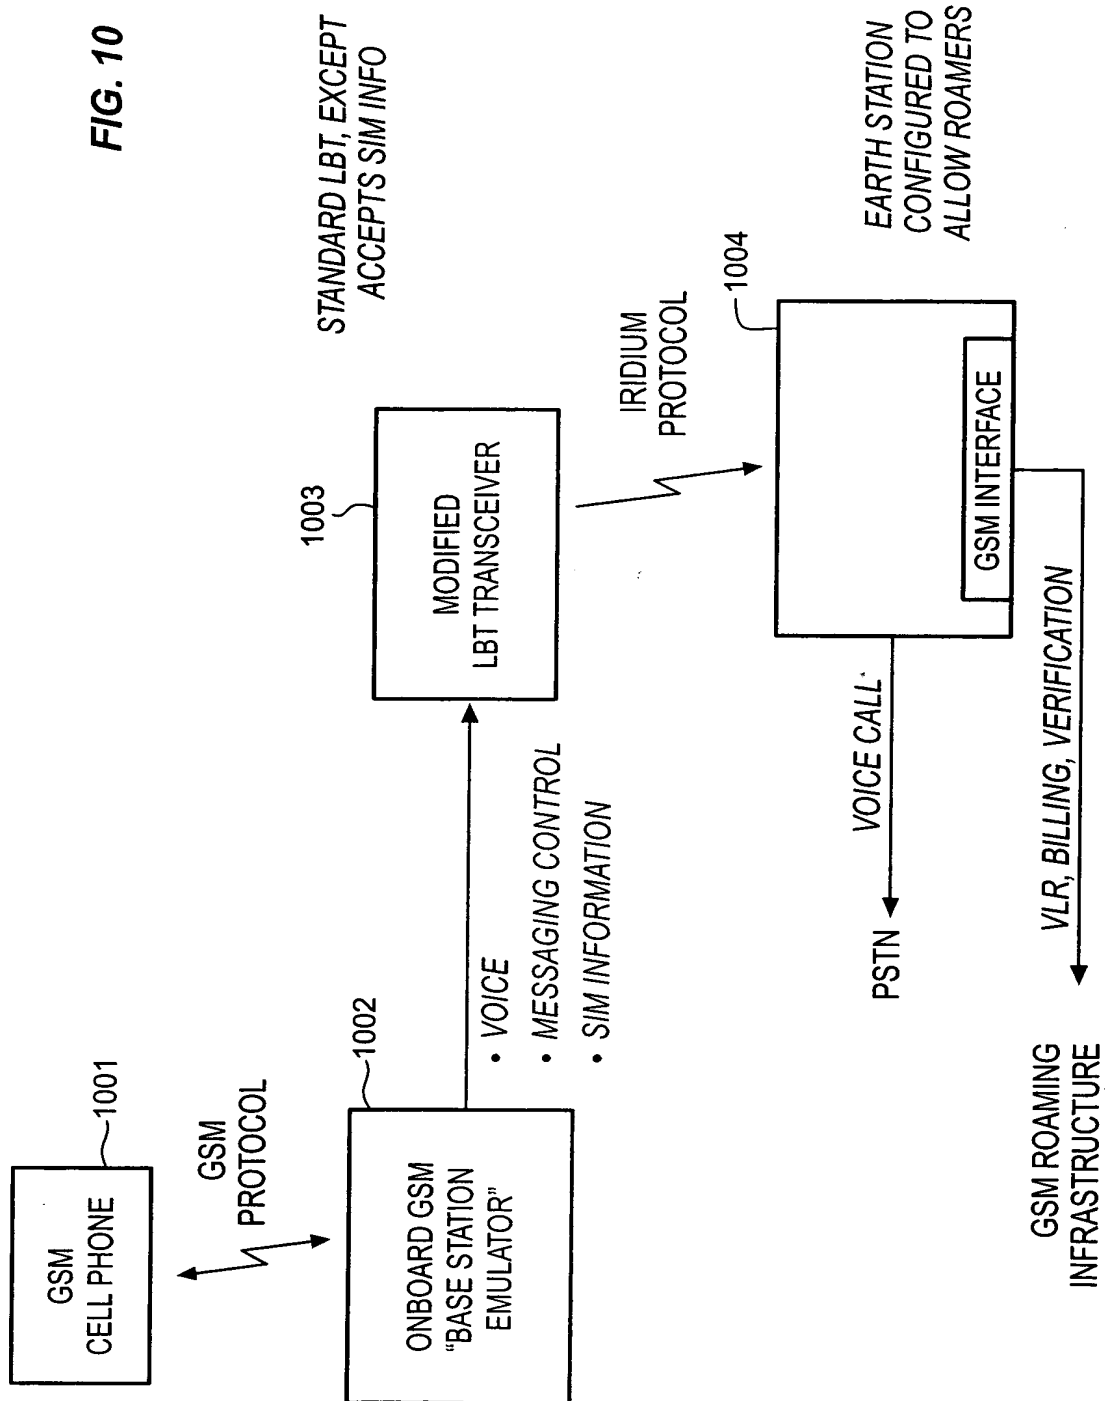 FIG. 10
GSM
CELL PHONE
1001
GSM
PROTOCOL
ONBOARD GSM
"BASE STATION
EMULATOR"
1002
• VOICE
• MESSAGING CONTROL
• SIM INFORMATION
MODIFIED
LBT TRANSCEIVER
1003
STANDARD LBT, EXCEPT
ACCEPTS SIM INFO
IRIDIUM
PROTOCOL
1004
GSM INTERFACE
EARTH STATION
CONFIGURED TO
ALLOW ROAMERS
VOICE CALL
PSTN
VLR, BILLING, VERIFICATION
GSM ROAMING
INFRASTRUCTURE